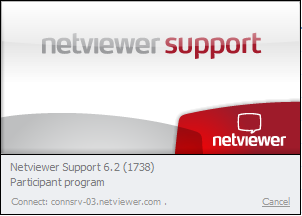 netviewer support
netviewer
Netviewer Support 6.2 (1738)
Participant program
Connect: connsrv-03.netviewer.com . Cancel